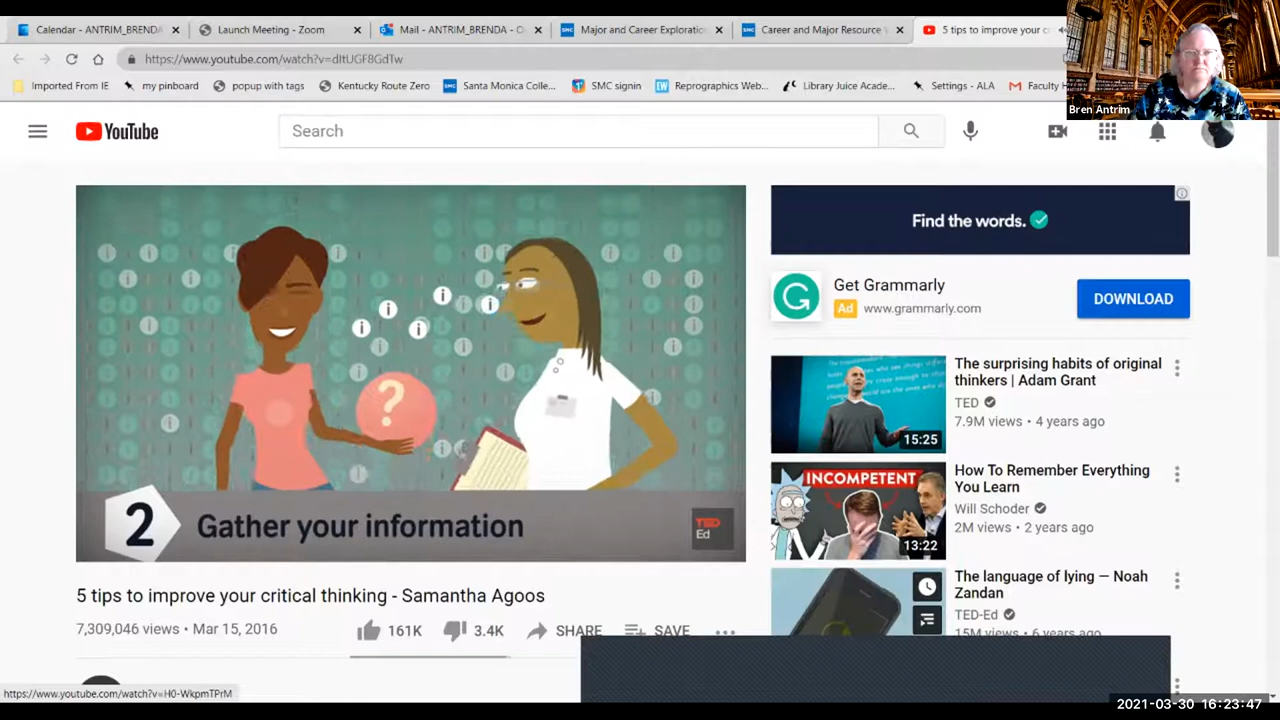 Calendar - ANTRIM_BRENDA
Launch Meeting - Zoom
Mail - ANTRIM_BRENDA - O
Major and Career Exploratio
Career and Major Resource
5 tips to improve your c
https://www.youtube.com/watch?v=dItUGF8GdTw
Imported From IE
my pinboard
popup with tags
Santa Monica Colle...
SMC signin
Reprographics Web...
Library Juice Acade...
Settings - ALA
Faculty
Bren Antrim
YouTube
Search
2 Gather your information
TED Ed
5 tips to improve your critical thinking - Samantha Agoos
7,309,046 views • Mar 15, 2016
161K
3.4K
SHARE
SAVE
Find the words.
Get Grammarly
Ad www.grammarly.com
DOWNLOAD
The surprising habits of original
thinkers | Adam Grant
TED
7.9M views • 4 years ago
15:25
INCOMPETENT
How To Remember Everything
You Learn
Will Schoder
2M views • 2 years ago
13:22
The language of lying — Noah
Zandan
TED-Ed
15M views • 6 years ago
https://www.youtube.com/watch?v=H0-WkpmTPrM
2021-03-30 16:23:47